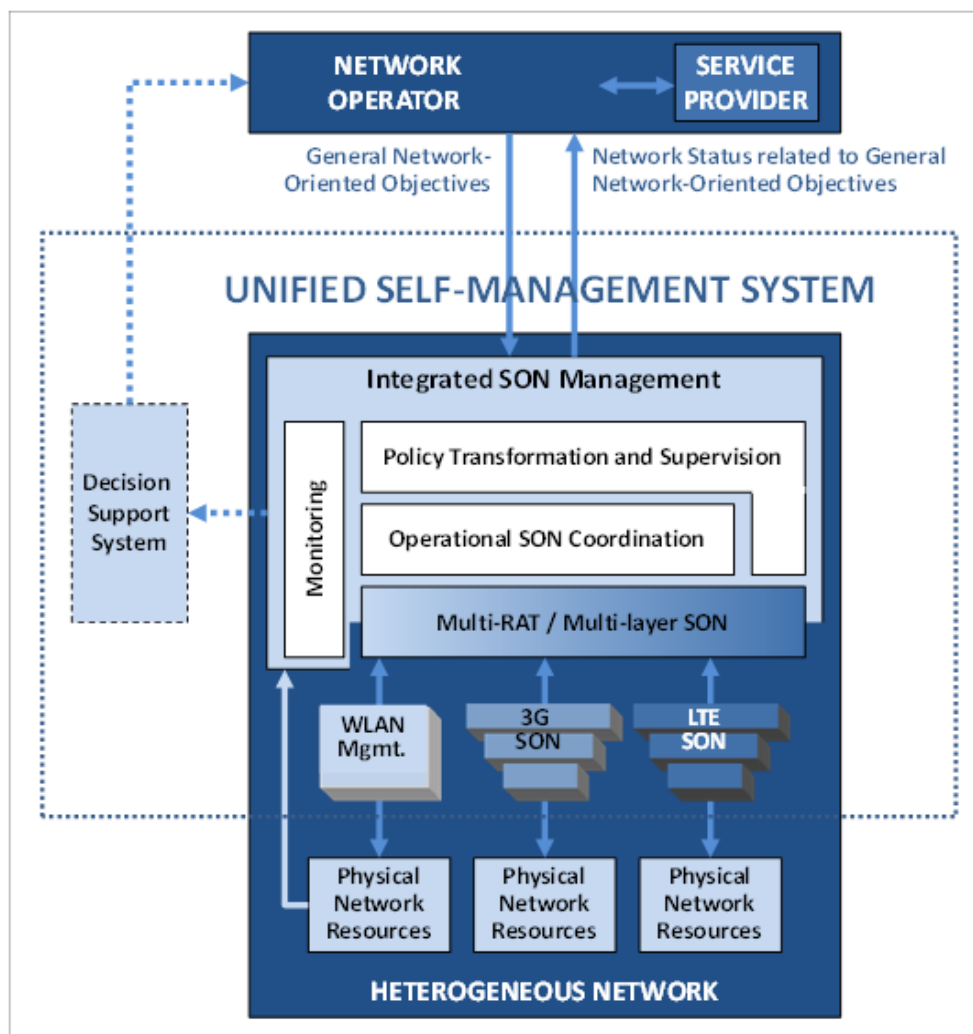 NETWORK
OPERATOR
SERVICE
PROVIDER
General Network-
Oriented Objectives
Network Status related to General
Network-Oriented Objectives
UNIFIED SELF-MANAGEMENT SYSTEM
Integrated SON Management
Policy Transformation and Supervision
Decision
Support
System
Monitoring
Operational SON Coordination
Multi-RAT / Multi-layer SON
WLAN
Mgmt.
3G
SON
LTE
SON
Physical
Network
Resources
Physical
Network
Resources
Physical
Network
Resources
HETEROGENEOUS NETWORK